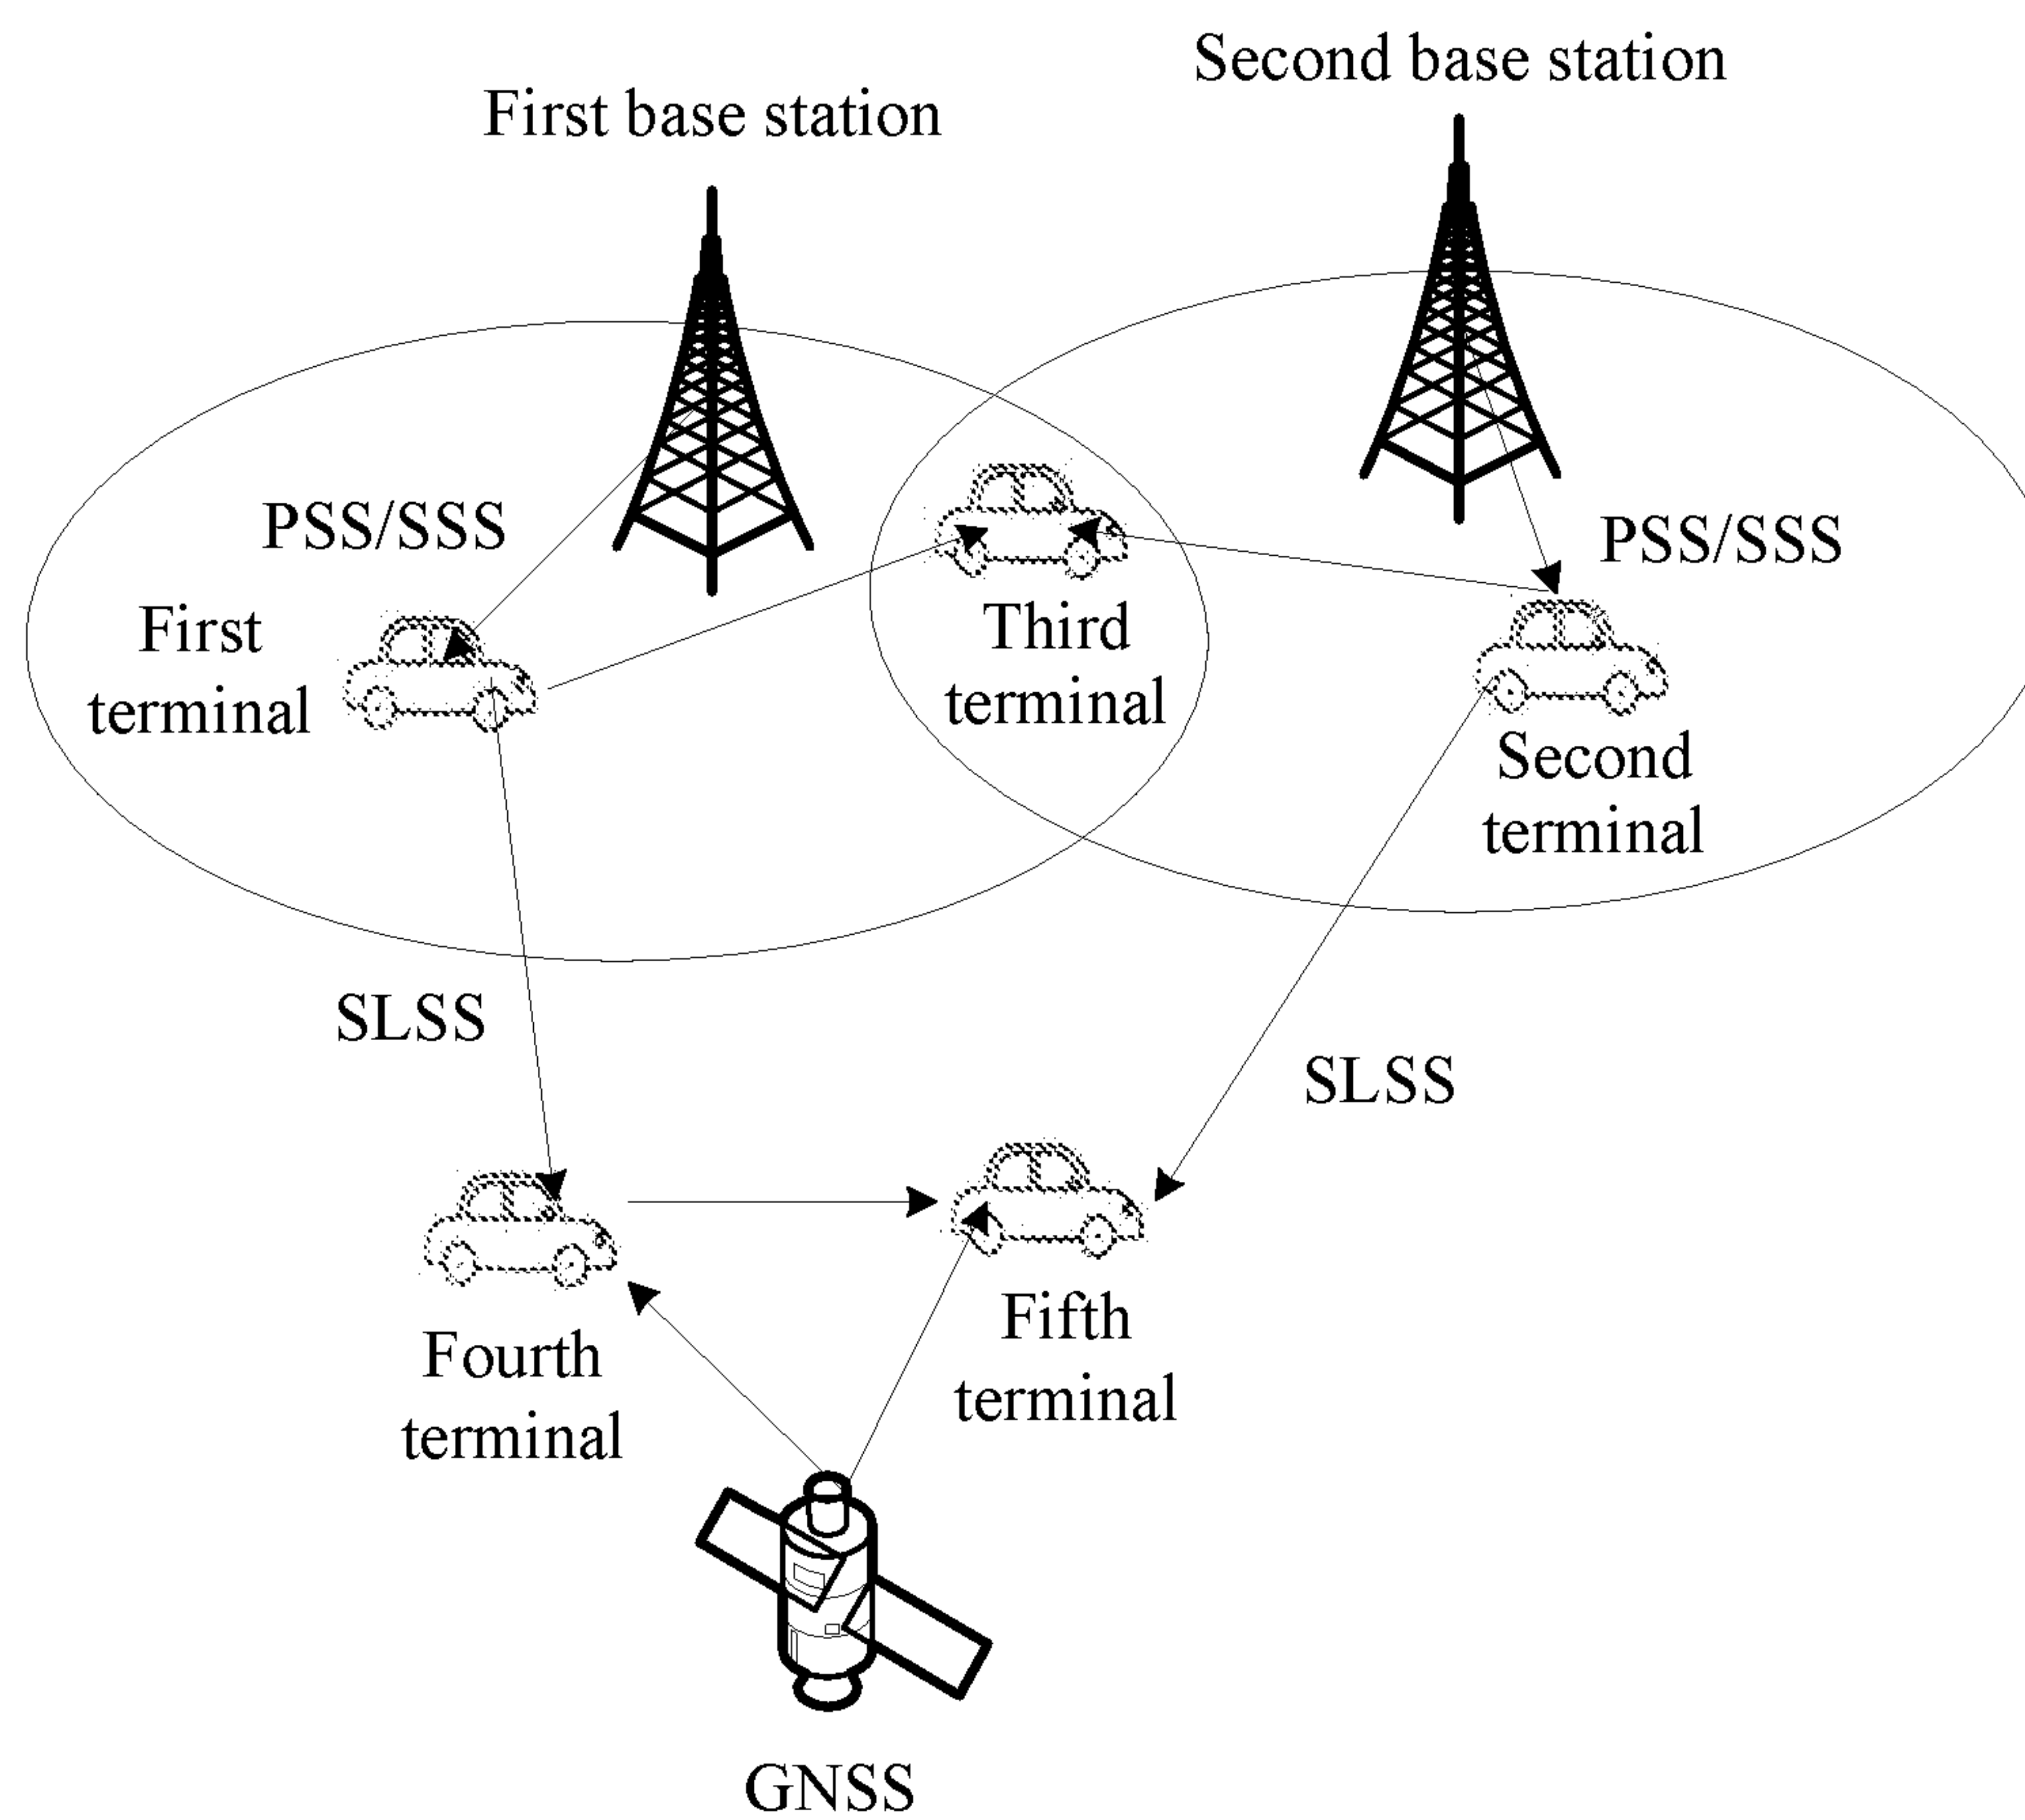 Second base station
First base station
PSS/SSS
PSS/SSS
First
terminal
Third
terminal
Second
terminal
SLSS
SLSS
Fifth
terminal
Fourth
terminal
GNSS